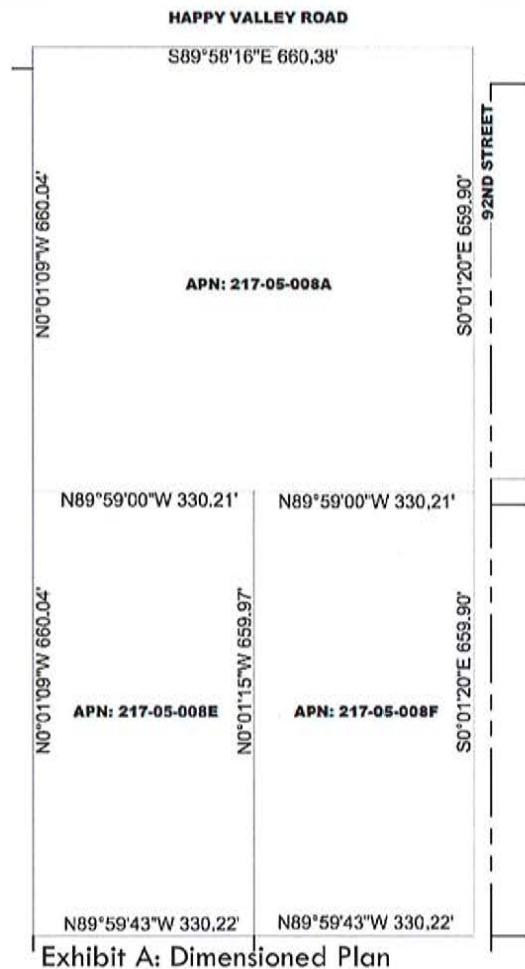 HAPPY VALLEY ROAD
S89°58'16"E 660.38'
92ND STREET
N0°01'09"W 660.04'
S0°01'20"E 659.90'
APN: 217-05-008A
N89°59'00"W 330.21'
N89°59'00"W 330.21'
N0°01'09"W 660.04'
N0°01'15"W 659.97'
S0°01'20"E 659.90'
APN: 217-05-008E
APN: 217-05-008F
N89°59'43"W 330.22'
N89°59'43"W 330.22'
Exhibit A: Dimensioned Plan